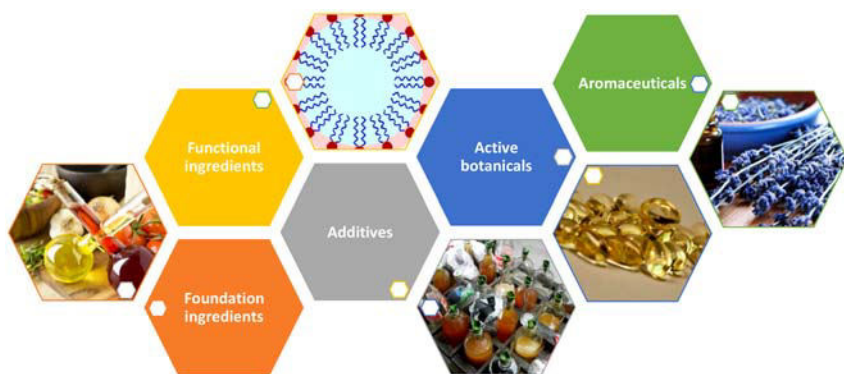 Functional
ingredients
Foundation
ingredients
Additives
Active
botanicals
Aromaceuticals